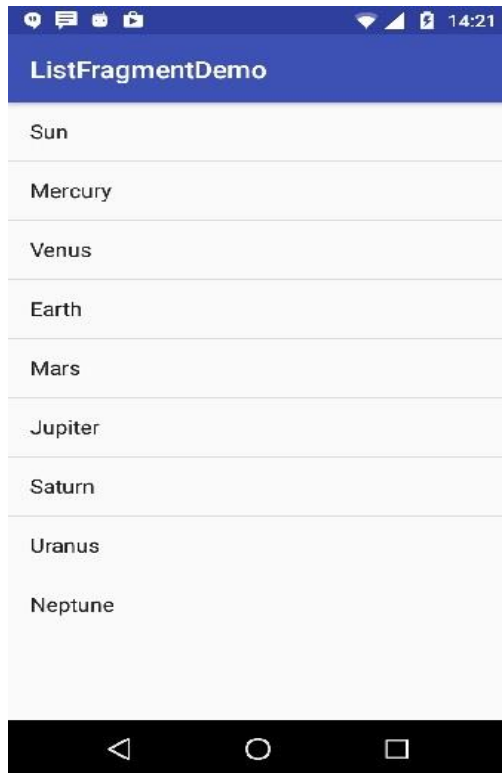 14:21
ListFragmentDemo
Sun
Mercury
Venus
Earth
Mars
Jupiter
Saturn
Uranus
Neptune